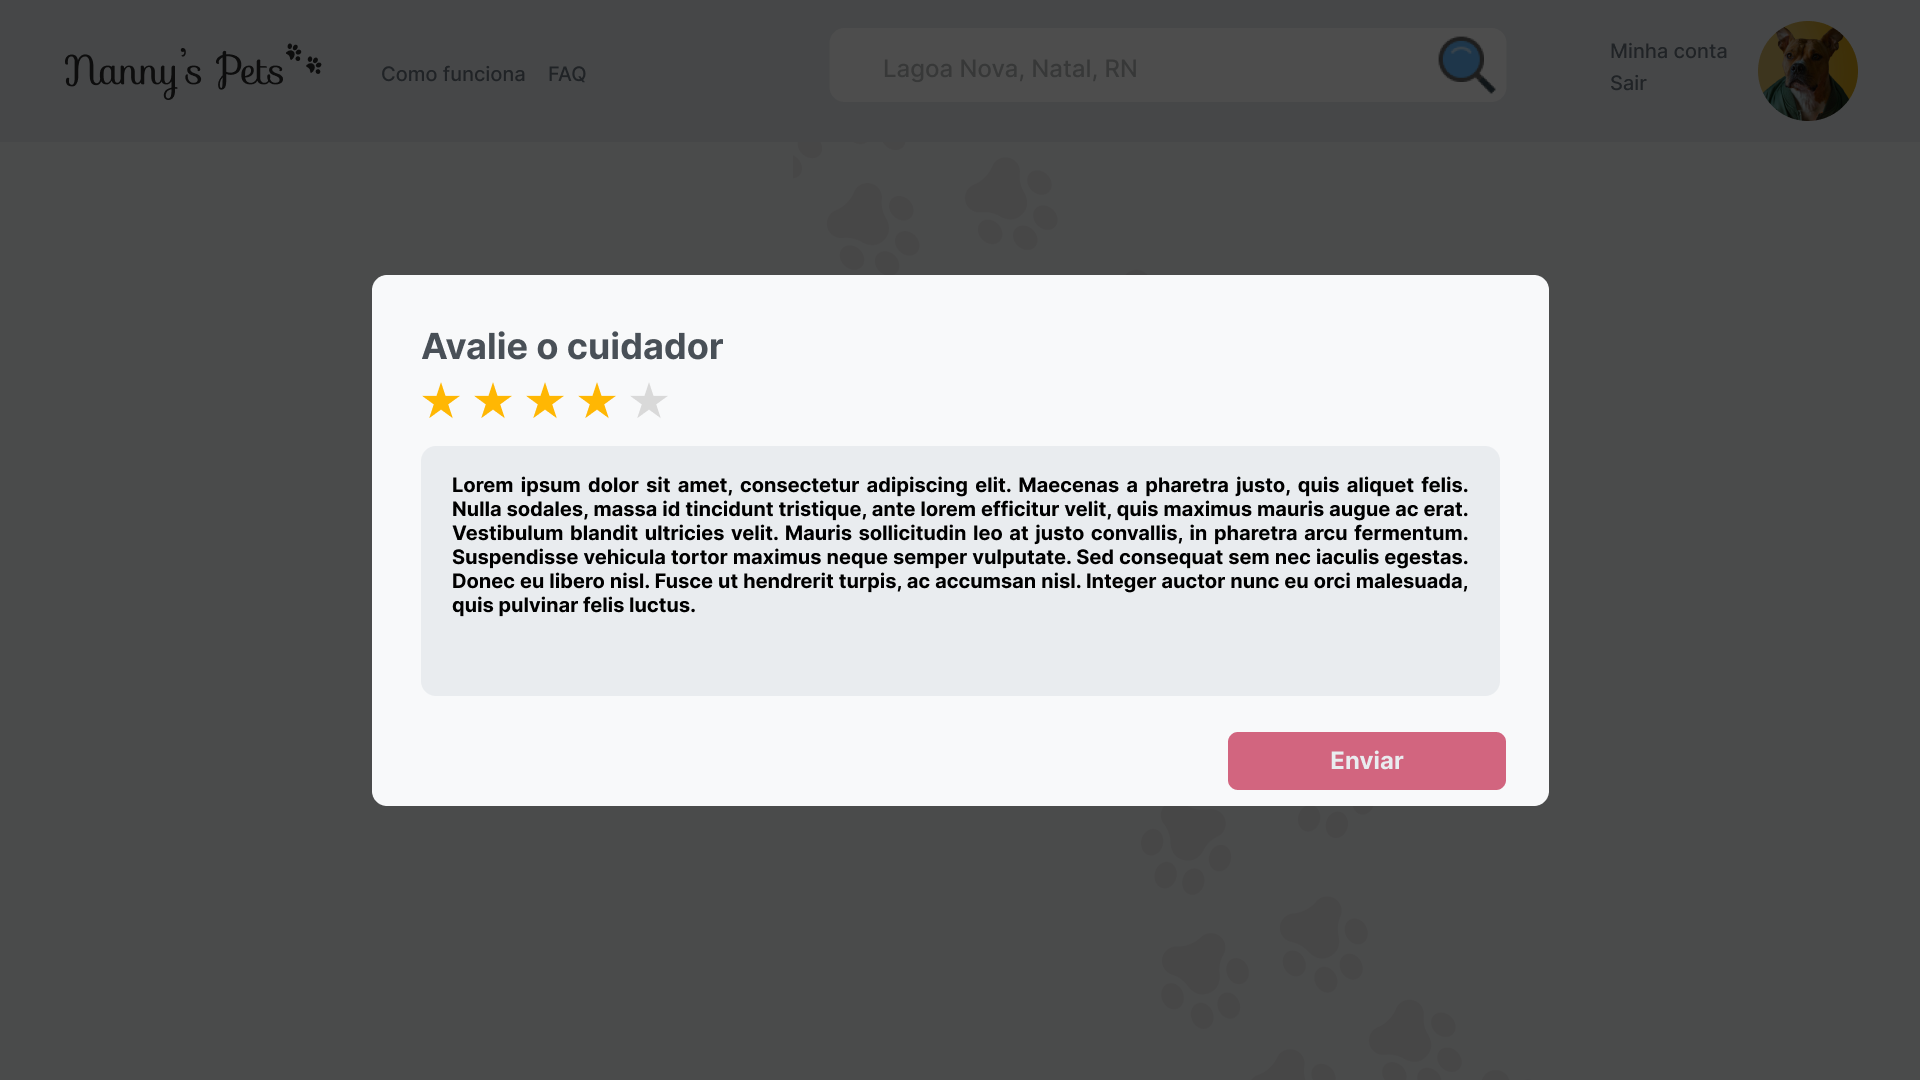 Nanny's Pets
Como funciona
FAQ
Lagoa Nova, Natal, RN
Minha conta
Sair
Avalie o cuidador
Lorem ipsum dolor sit amet, consectetur adipiscing elit. Maecenas a pharetra justo, quis aliquet felis.
Nulla sodales, massa id tincidunt tristique, ante lorem efficitur velit, quis maximus mauris augue ac erat.
Vestibulum blandit ultricies velit. Mauris sollicitudin leo at justo convallis, in pharetra arcu fermentum.
Suspendisse vehicula tortor maximus neque semper vulputate. Sed consequat sem nec iaculis egestas.
Donec eu libero nisl. Fusce ut hendrerit turpis, ac accumsan nisl. Integer auctor nunc eu orci malesuada,
quis pulvinar felis luctus.
Enviar